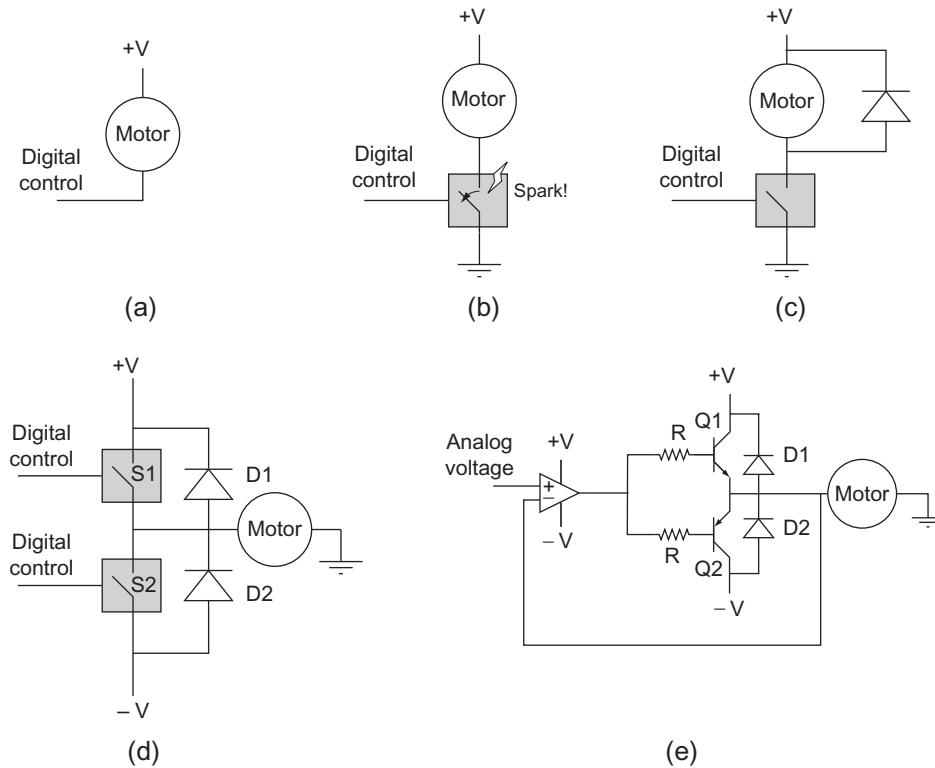 +V
Motor
Digital
control
(a)
+V
Motor
Digital
control
Spark!
(b)
+V
Motor
Digital
control
(c)
+V
Digital
control
S1
D1
Motor
Digital
control
S2
D2
– V
(d)
+V
Q1
R
Analog
voltage
+V
+
–
– V
D1
Motor
D2
R
Q2
– V
(e)